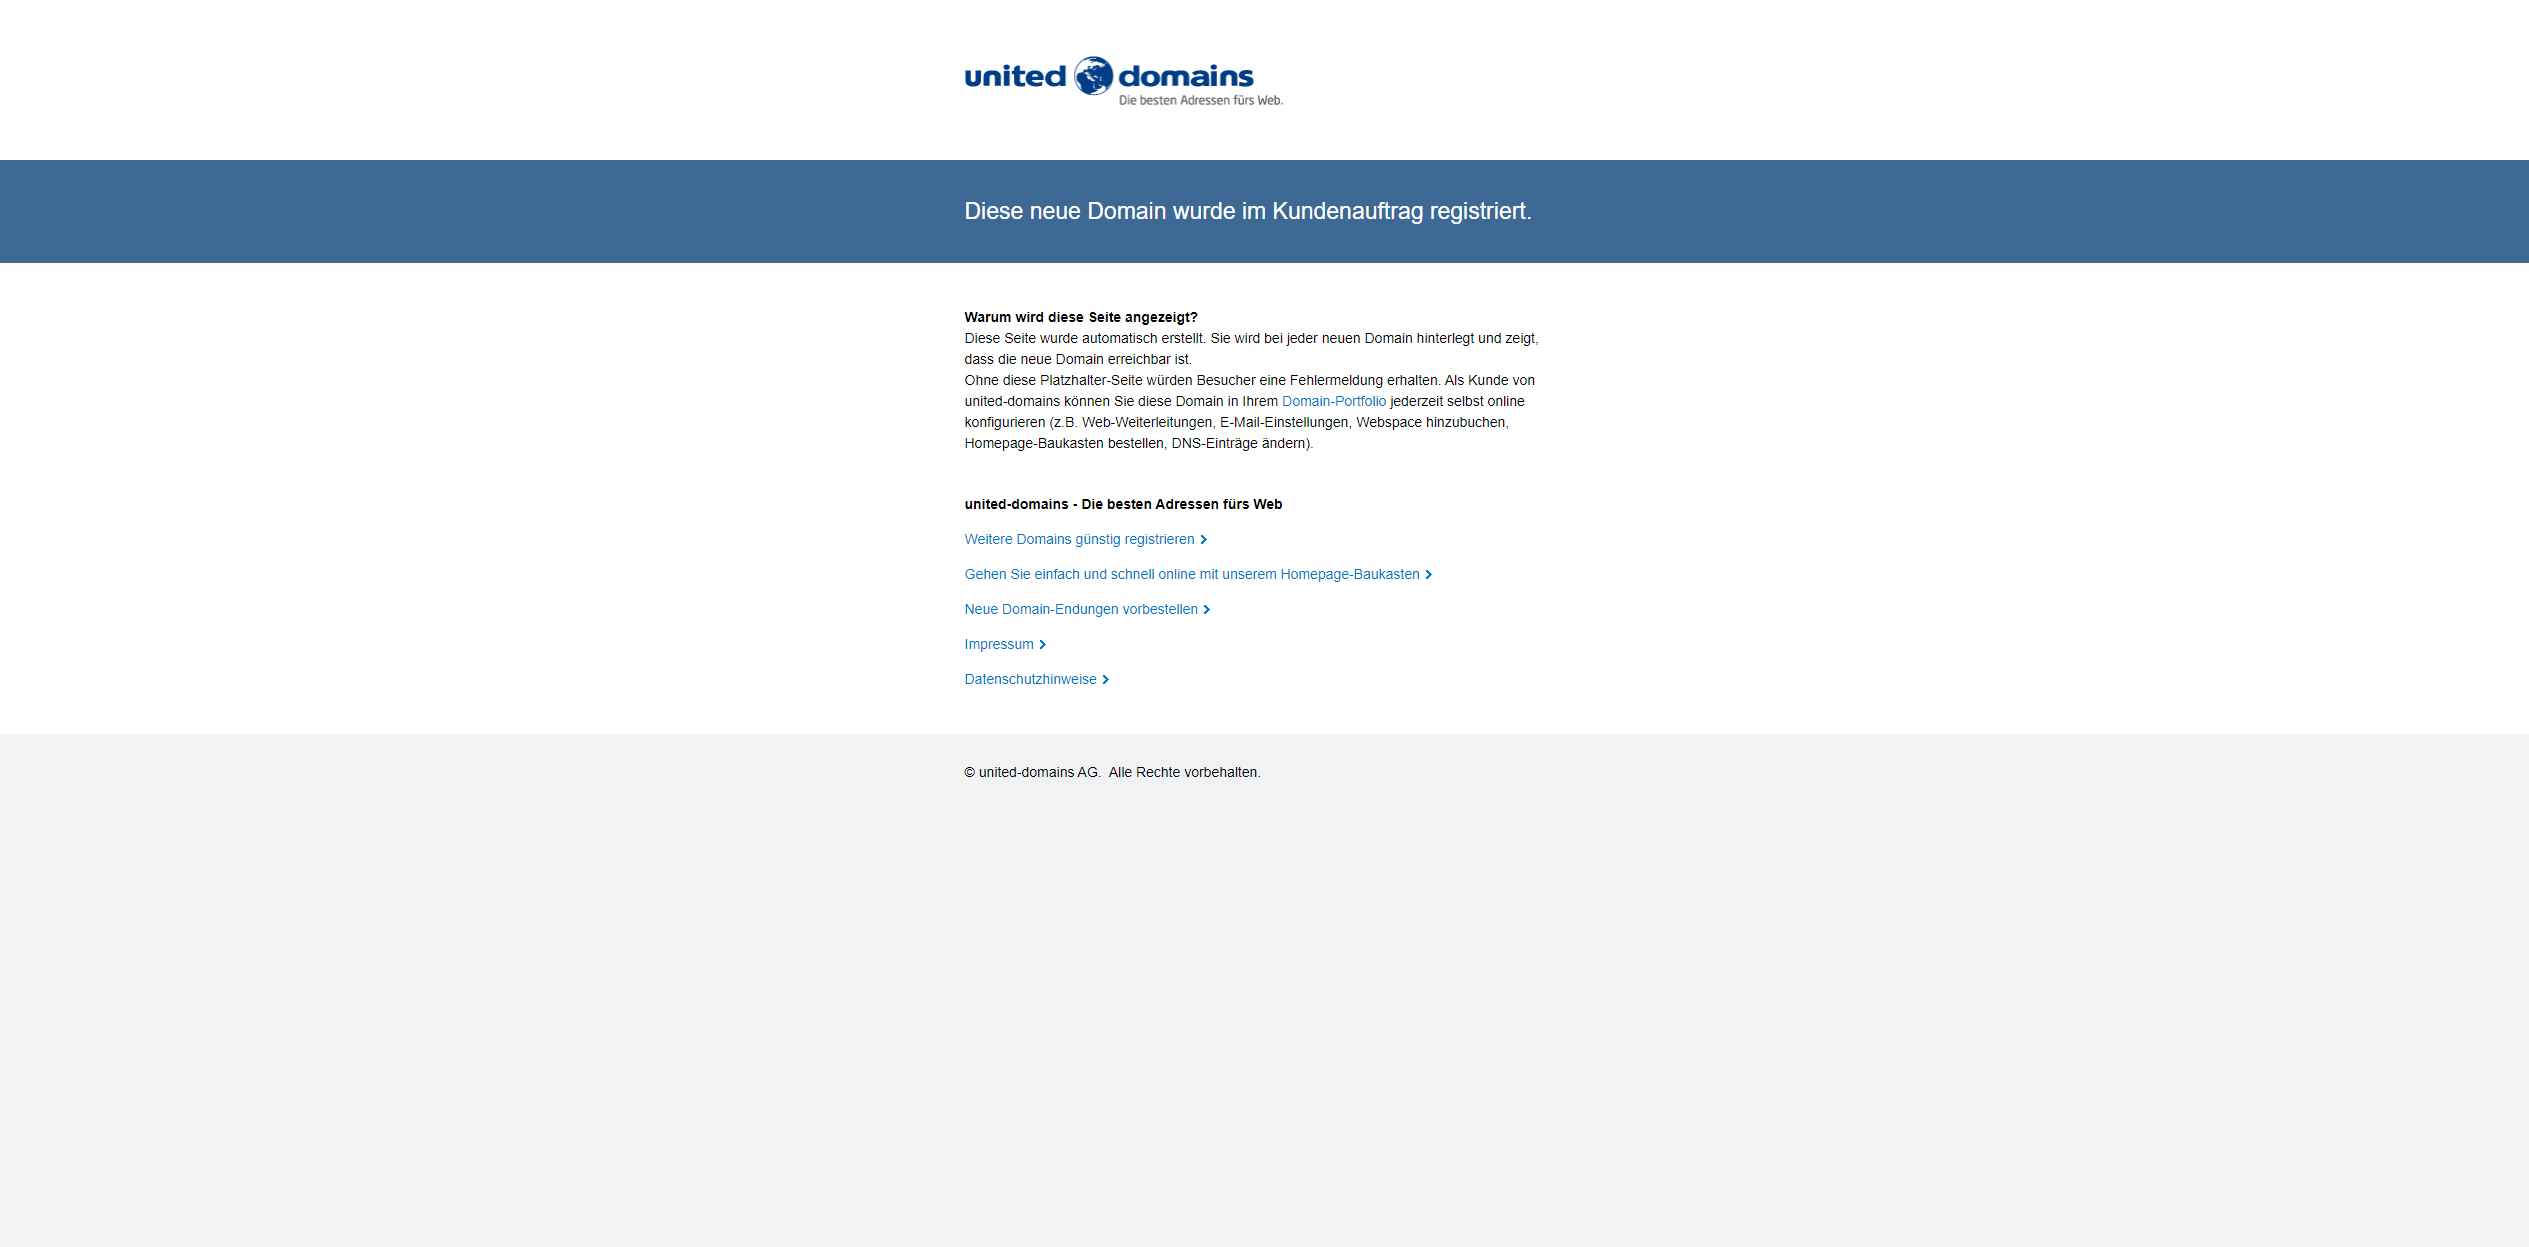 united domains
Die besten Adressen fürs Web.
Diese neue Domain wurde im Kundenauftrag registriert.
Warum wird diese Seite angezeigt?
Diese Seite wurde automatisch erstellt. Sie wird bei jeder neuen Domain hinterlegt und zeigt,
dass die neue Domain erreichbar ist.
Ohne diese Platzhalter-Seite würden Besucher eine Fehlermeldung erhalten. Als Kunde von
united-domains können Sie diese Domain in Ihrem Domain-Portfolio jederzeit selbst online
konfigurieren (z.B. Web-Weiterleitungen, E-Mail-Einstellungen, Webspace hinzubuchen,
Homepage-Baukasten bestellen, DNS-Einträge ändern).
united-domains - Die besten Adressen fürs Web
Weitere Domains günstig registrieren
Gehen Sie einfach und schnell online mit unserem Homepage-Baukasten
Neue Domain-Endungen vorbestellen
Impressum
Datenschutzhinweise
© united-domains AG.  Alle Rechte vorbehalten.